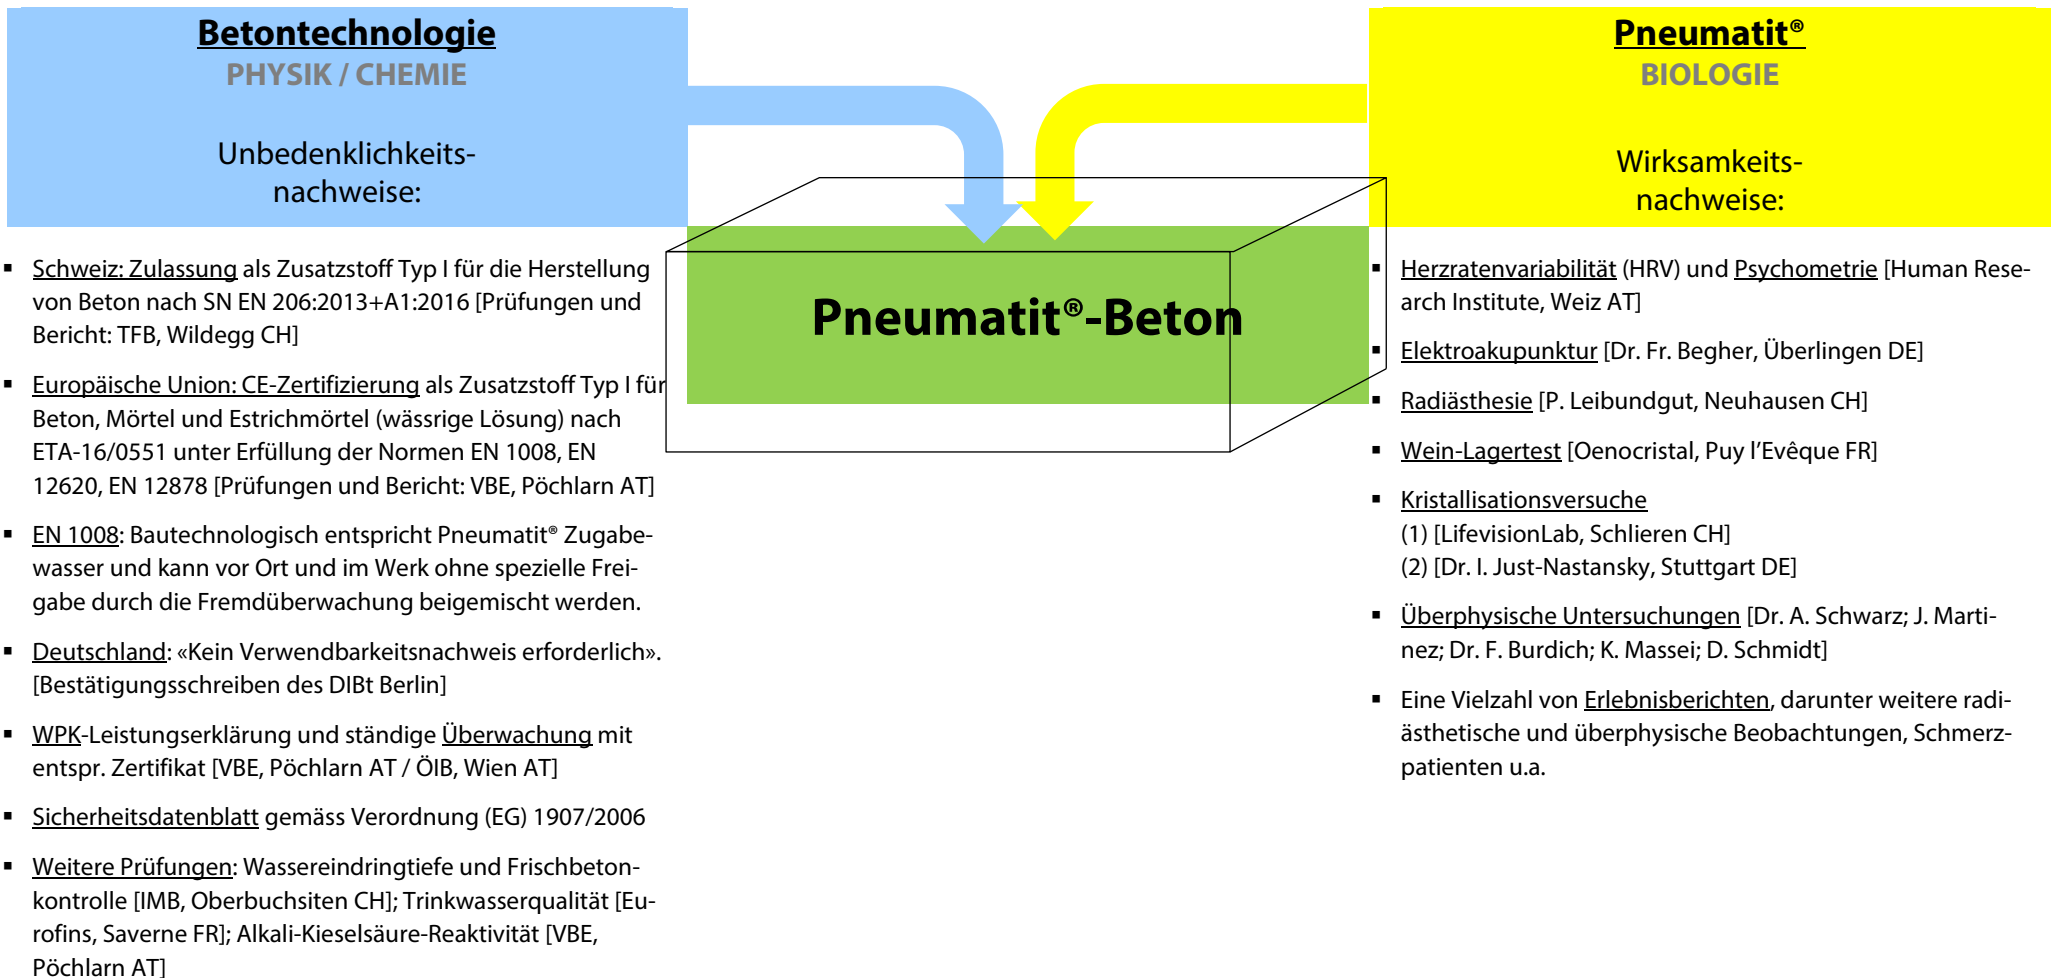 Betontechnologie
PHYSIK / CHEMIE
Unbedenklichkeits-
nachweise:
Pneumatit®
BIOLOGIE
Wirksamkeits-
nachweise:
Pneumatit®-Beton
▪ Schweiz: Zulassung als Zusatzstoff Typ I für die Herstellung
von Beton nach SN EN 206:2013+A1:2016 [Prüfungen und
Bericht: TFB, Wildegg CH]
▪ Europäische Union: CE-Zertifizierung als Zusatzstoff Typ I für
Beton, Mörtel und Estrichmörtel (wässrige Lösung) nach
ETA-16/0551 unter Erfüllung der Normen EN 1008, EN
12620, EN 12878 [Prüfungen und Bericht: VBE, Pöchlarn AT]
▪ EN 1008: Bautechnologisch entspricht Pneumatit® Zugabe-
wasser und kann vor Ort und im Werk ohne spezielle Frei-
gabe durch die Fremdüberwachung beigemischt werden.
▪ Deutschland: «Kein Verwendbarkeitsnachweis erforderlich».
[Bestätigungsschreiben des DIBt Berlin]
▪ WPK-Leistungserklärung und ständige Überwachung mit
entspr. Zertifikat [VBE, Pöchlarn AT / ÖIB, Wien AT]
▪ Sicherheitsdatenblatt gemäss Verordnung (EG) 1907/2006
▪ Weitere Prüfungen: Wassereindringtiefe und Frischbeton-
kontrolle [IMB, Oberbuchsiten CH]; Trinkwasserqualität [Eu-
rofins, Saverne FR]; Alkali-Kieselsäure-Reaktivität [VBE,
Pöchlarn AT]
▪ Herzratenvariabilität (HRV) und Psychometrie [Human Rese-
arch Institute, Weiz AT]
▪ Elektroakupunktur [Dr. Fr. Begher, Überlingen DE]
▪ Radiästhesie [P. Leibundgut, Neuhausen CH]
▪ Wein-Lagertest [Oenocristal, Puy l’Evêque FR]
▪ Kristallisationsversuche
(1) [LifevisionLab, Schlieren CH]
(2) [Dr. I. Just-Nastansky, Stuttgart DE]
▪ Überphysische Untersuchungen [Dr. A. Schwarz; J. Marti-
nez; Dr. F. Burdich; K. Massei; D. Schmidt]
▪ Eine Vielzahl von Erlebnisberichten, darunter weitere radi-
ästhetische und überphysische Beobachtungen, Schmerz-
patienten u.a.